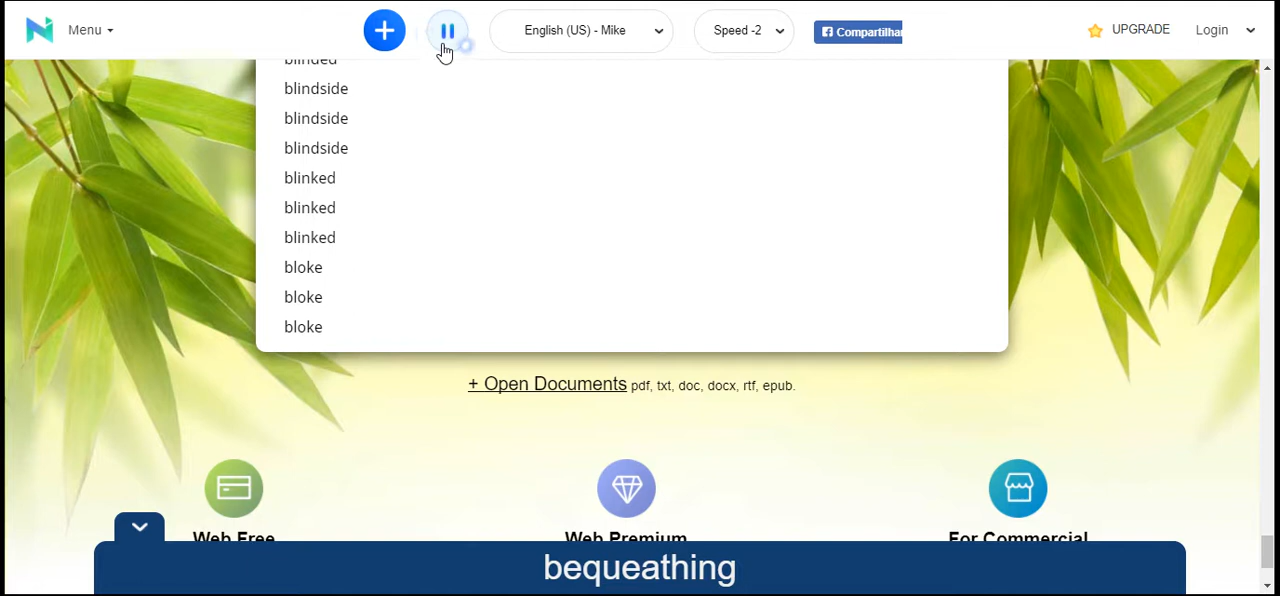 Menu
English (US) - Mike
Speed -2
Compartilhar
UPGRADE
Login
blinded
blindside
blindside
blindside
blinked
blinked
blinked
bloke
bloke
bloke
+ Open Documents pdf, txt, doc, docx, rtf, epub.
Web Free
Web Premium
For Commercial
bequeathing